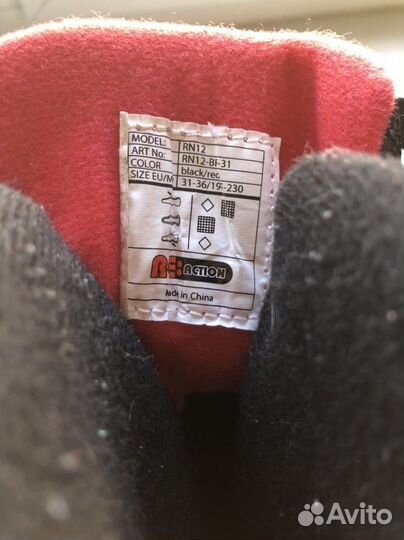 MODEL: RN12
ART No: RN12-BI-31
COLOR black/red
SIZE EU/M 31-36/195-230
RE:ACTION
Made in China
Avito